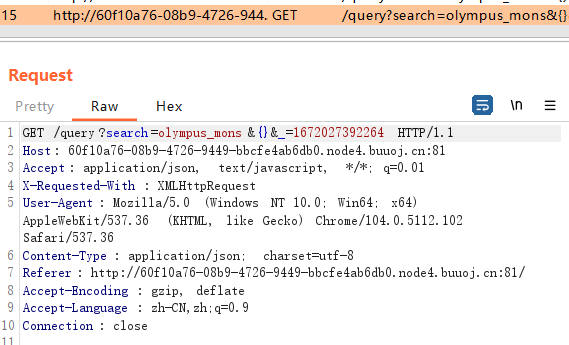 15 http://60f10a76-08b9-4726-944. GET /query?search=olympus_mons&{}
Request
Pretty Raw Hex \n
1 GET /query?search=olympus_mons&{}&_=1672027392264 HTTP/1.1
2 Host: 60f10a76-08b9-4726-9449-bbcfe4ab6db0.node4.buuoj.cn:81
3 Accept: application/json, text/javascript, */*; q=0.01
4 X-Requested-With: XMLHttpRequest
5 User-Agent: Mozilla/5.0 (Windows NT 10.0; Win64; x64)
AppleWebKit/537.36 (KHTML, like Gecko) Chrome/104.0.5112.102
Safari/537.36
6 Content-Type: application/json; charset=utf-8
7 Referer: http://60f10a76-08b9-4726-9449-bbcfe4ab6db0.node4.buuoj.cn:81/
8 Accept-Encoding: gzip, deflate
9 Accept-Language: zh-CN,zh;q=0.9
10 Connection: close
11